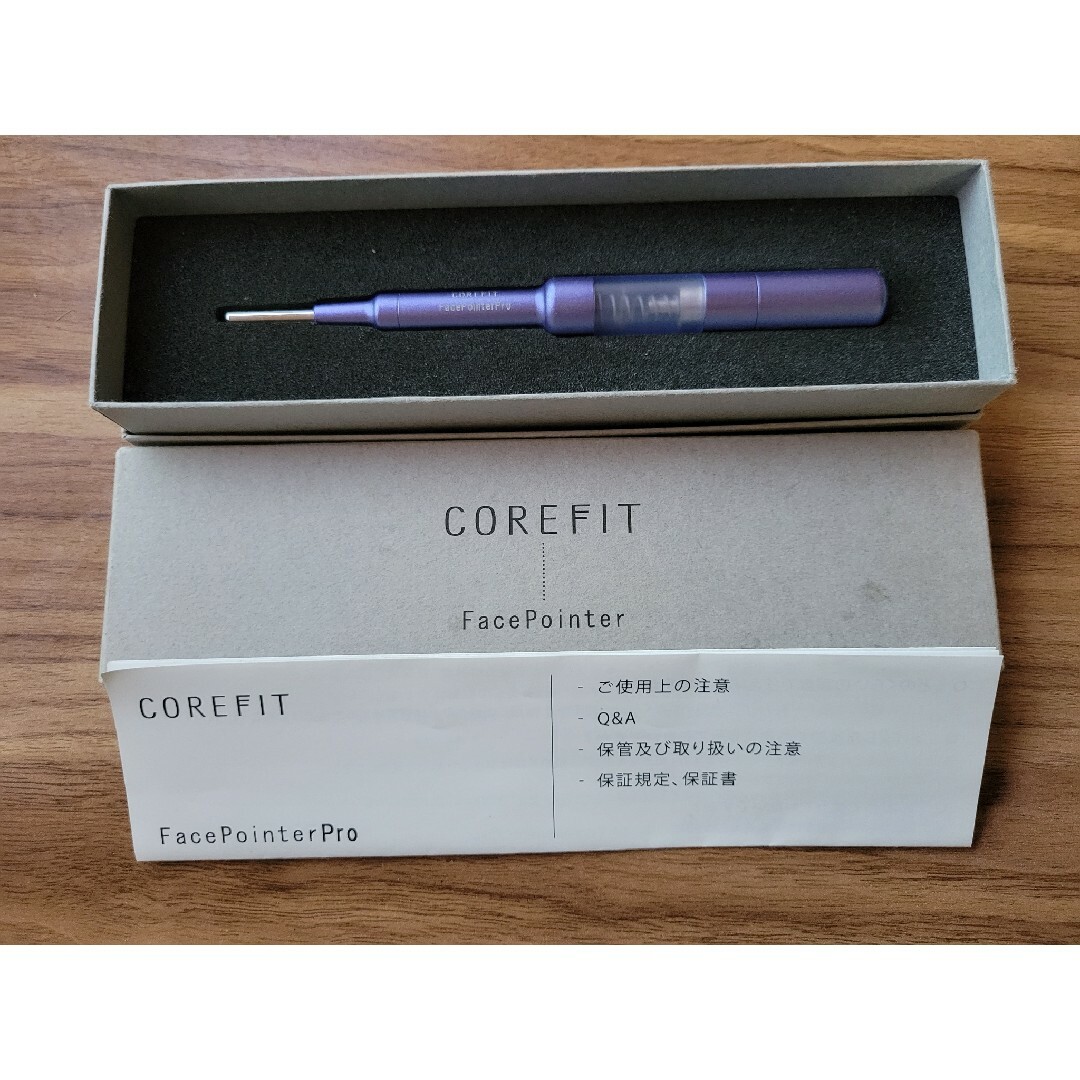 COREFIT
FacePointerPro
COREFIT
FacePointer
COREFIT
FacePointerPro
- ご使用上の注意
- Q&A
- 保管及び取り扱いの注意
- 保証規定、保証書